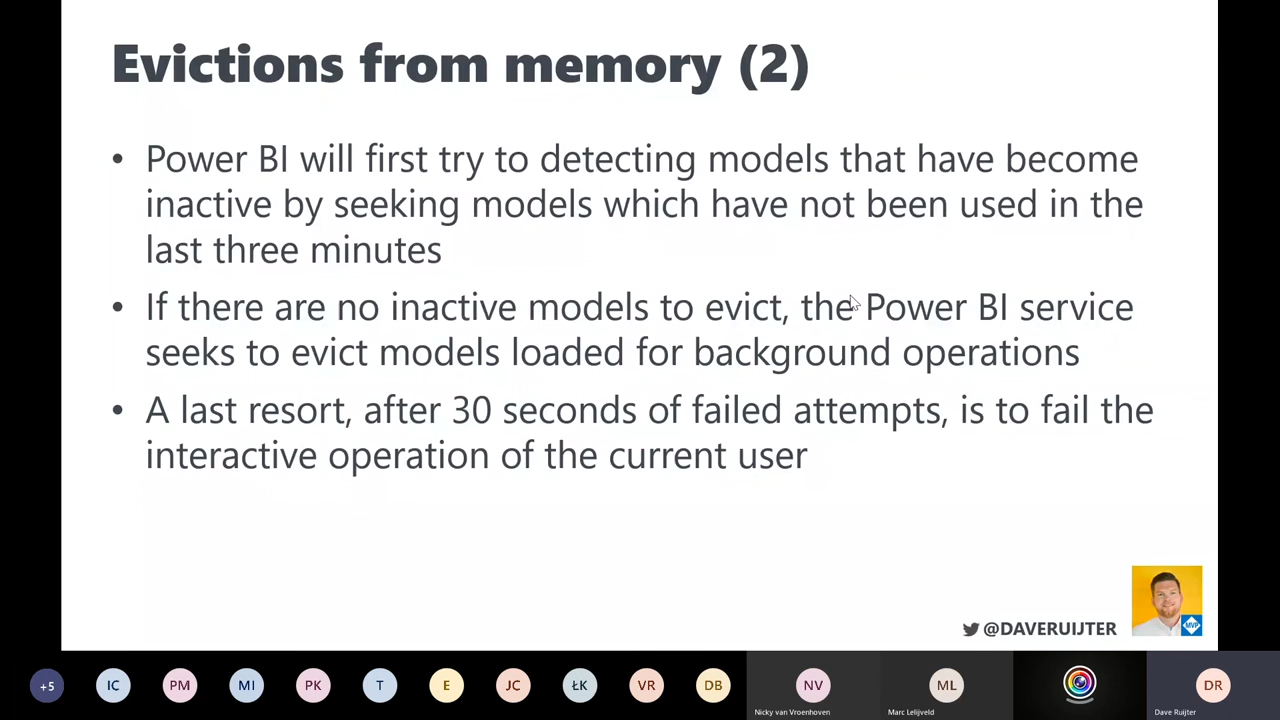 Evictions from memory (2)
• Power BI will first try to detecting models that have become
inactive by seeking models which have not been used in the
last three minutes
• If there are no inactive models to evict, the Power BI service
seeks to evict models loaded for background operations
• A last resort, after 30 seconds of failed attempts, is to fail the
interactive operation of the current user
@DAVERUIJTER
MVP
+5 IC PM MI PK T E JC ŁK VR DB NV ML DR
Nicky van Vroenhoven Marc Lelijveld Dave Ruijter